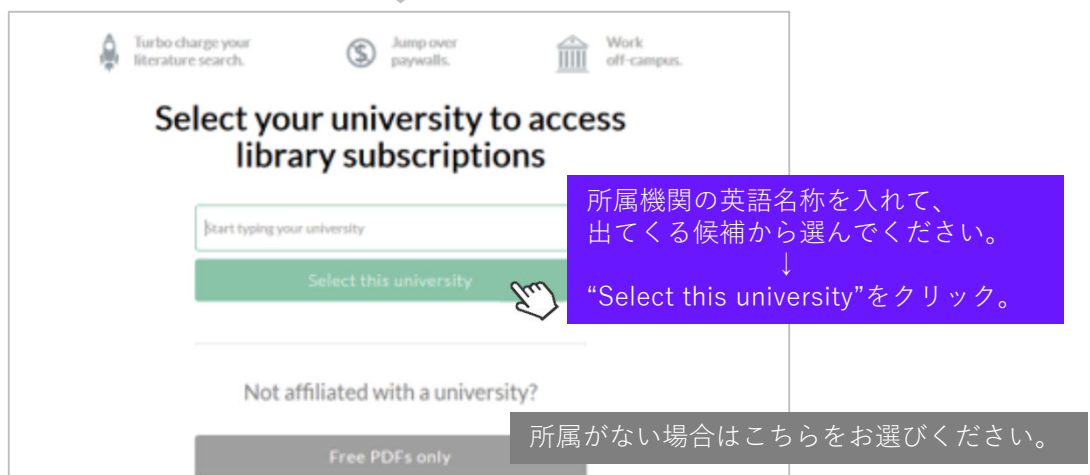 Turbo charge your
literature search.
Jump over
paywalls.
Work
off-campus.
Select your university to access
library subscriptions
Start typing your university
Select this university
所属機関の英語名称を入れて、
出てくる候補から選んでください。
↓
“Select this university”をクリック。
Not affiliated with a university?
所属がない場合はこちらをお選びください。
Free PDFs only